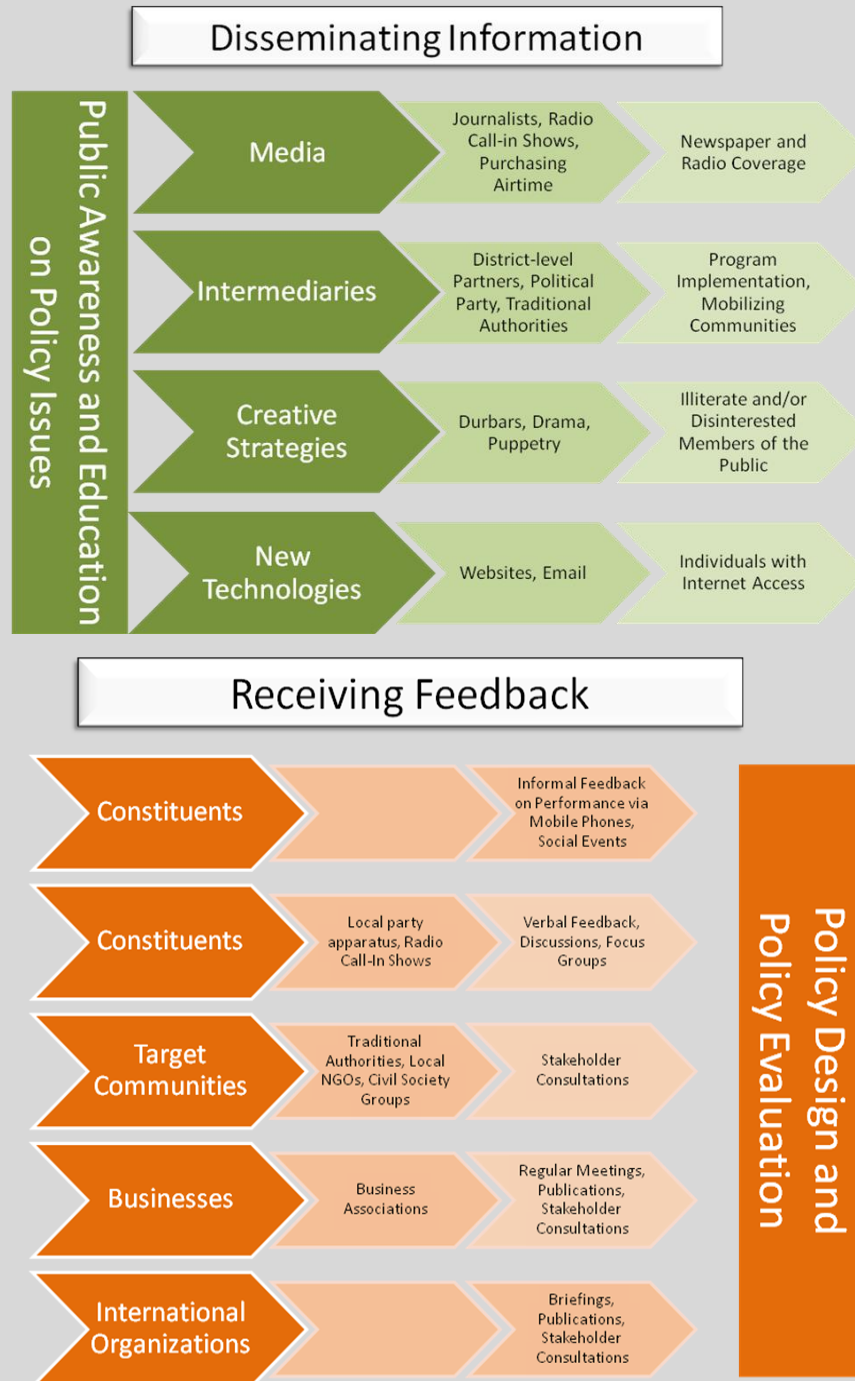 Disseminating Information
Public Awareness and Education
on Policy Issues
Media
Journalists, Radio
Call-in Shows,
Purchasing
Airtime
Newspaper and
Radio Coverage
Intermediaries
District-level
Partners, Political
Party, Traditional
Authorities
Program
Implementation,
Mobilizing
Communities
Creative
Strategies
Durbars, Drama,
Puppetry
Illiterate and/or
Disinterested
Members of the
Public
New
Technologies
Websites, Email
Individuals with
Internet Access
Receiving Feedback
Constituents
Informal Feedback
on Performance via
Mobile Phones,
Social Events
Constituents
Local party
apparatus, Radio
Call-In Shows
Verbal Feedback,
Discussions, Focus
Groups
Target
Communities
Traditional
Authorities, Local
NGOs, Civil Society
Groups
Stakeholder
Consultations
Businesses
Business
Associations
Regular Meetings,
Publications,
Stakeholder
Consultations
International
Organizations
Briefings,
Publications,
Stakeholder
Consultations
Policy Design and
Policy Evaluation